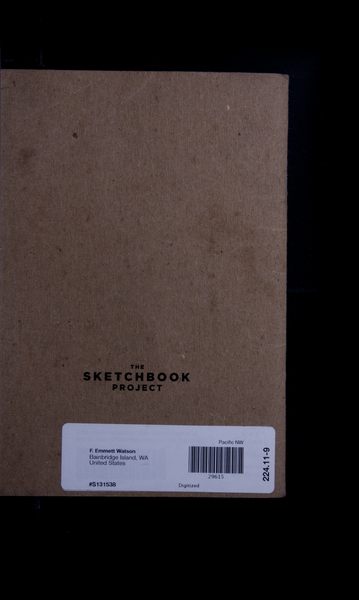 THE
SKETCHBOOK
PROJECT
Pacific NW
F. Emmett Watson
Bainbridge Island, WA
United States
29615
#S131538
Digitized
224.11-9